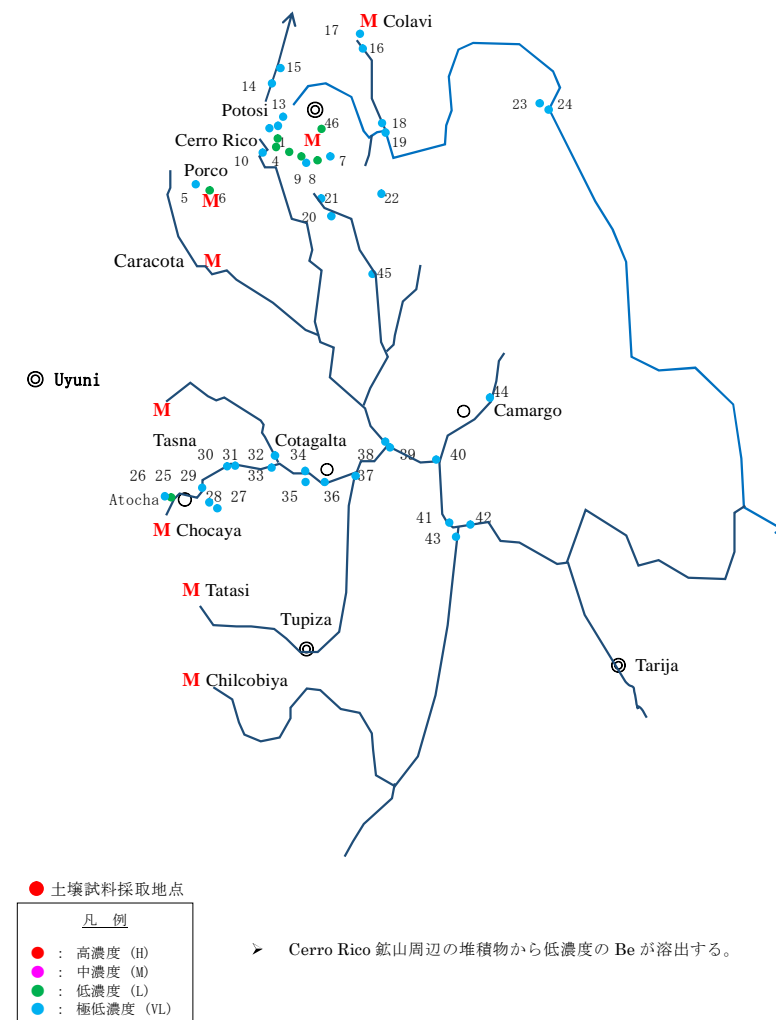 17 M Colavi
16
15
14
13
Potosi
46
23 24
18
Cerro Rico 1 M
19
10 4 7
Porco 9 8
5 6 21 22
M 20
Caracota M
45
Uyuni
44
M Camargo
Tasna Cotagalta
30 31 32 34 38 39 40
26 25 29 33 37
Atocha 28 27 35 36
M Chocaya 41 42
43
M Tatasi
Tupiza
Tarija
M Chilcobiya
土壌試料採取地点
凡 例
： 高濃度 (H)
： 中濃度 (M)
： 低濃度 (L)
： 極低濃度 (VL)
➢ Cerro Rico 鉱山周辺の堆積物から低濃度の Be が溶出する。